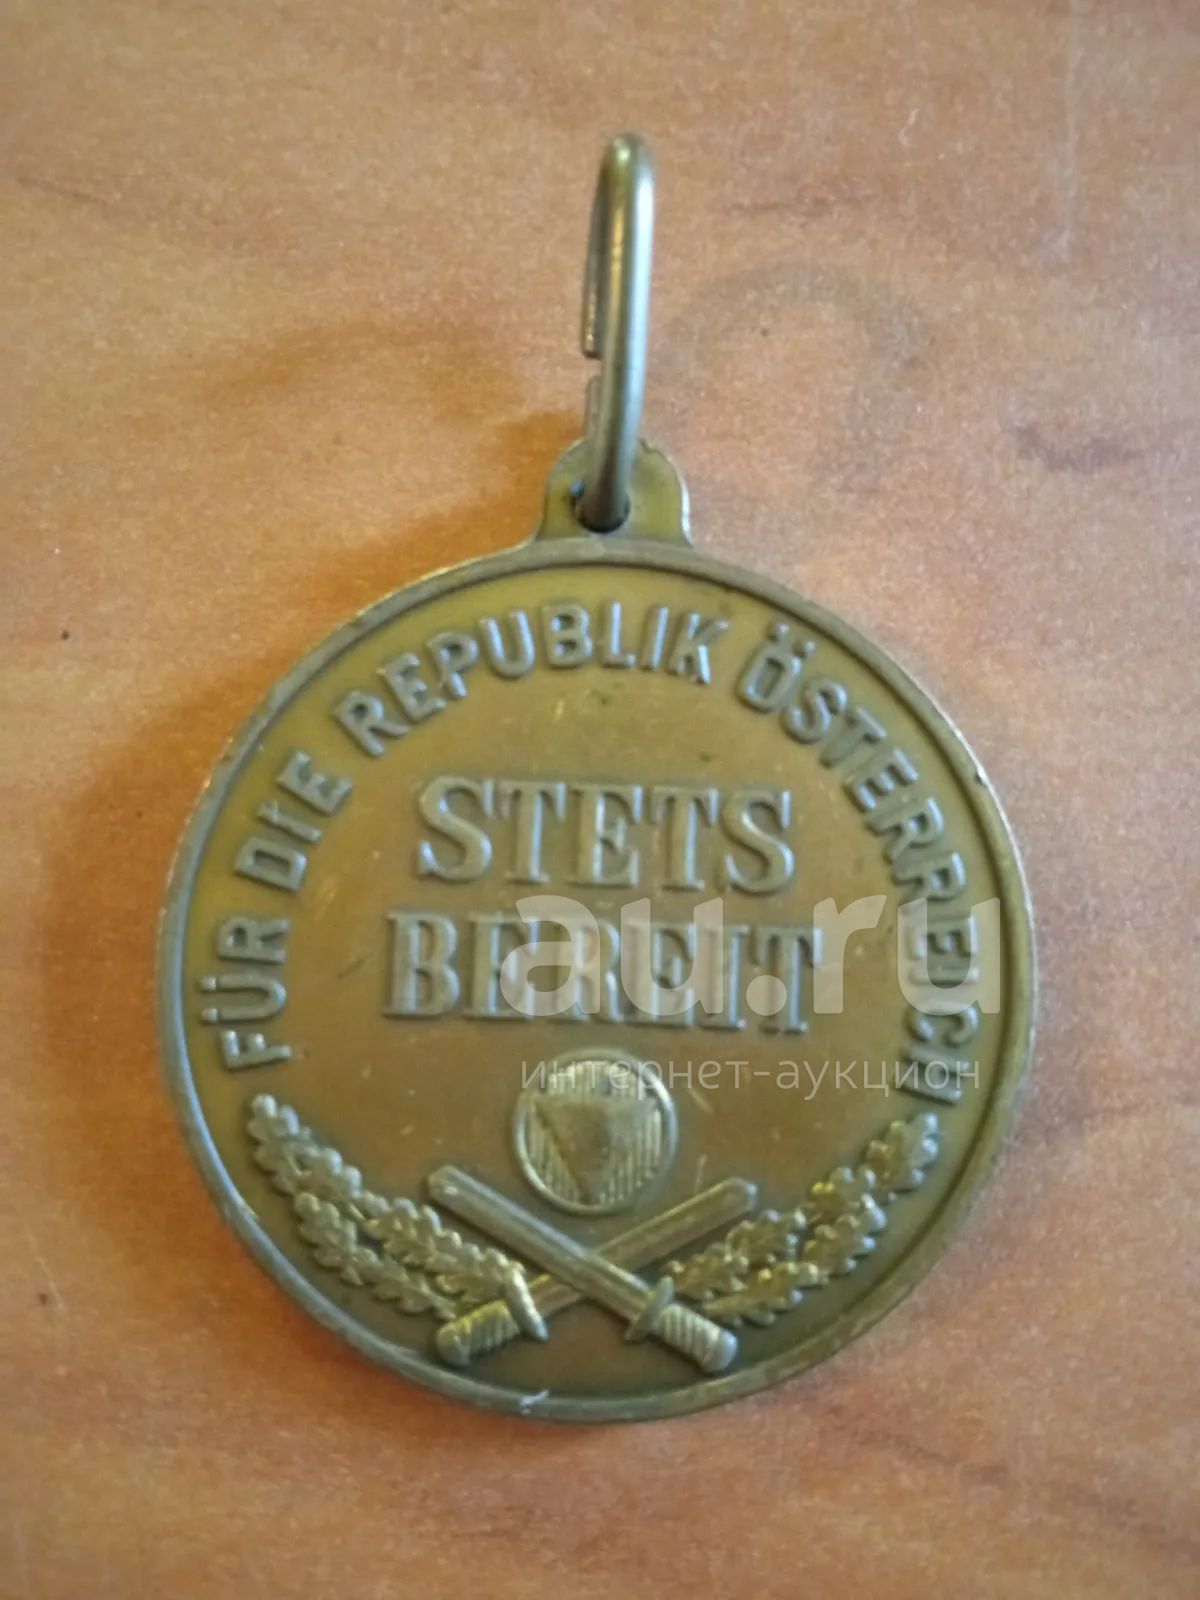 FÜR DIE REPUBLIK ÖSTERREICH
STETS
BEREIT
au.ru
интернет-аукцион